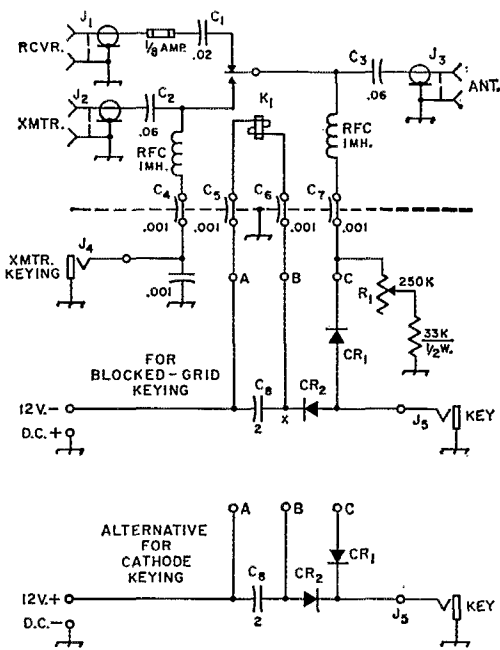 J1
RCVR.
1/8 AMP.
C1
.02
J2
XMTR.
C2
.06
RFC
1MH.
K1
C3
.06
J3
ANT.
RFC
1MH.
C4
.001
C5
.001
C6
.001
C7
.001
J4
XMTR.
KEYING
.001
A
B
C
R1
250K
33K
1/2W.
CR1
FOR
BLOCKED-GRID
KEYING
12V.-
D.C.+
C8
2
X
CR2
J5
KEY
ALTERNATIVE
FOR
CATHODE
KEYING
A
B
C
CR1
12V.+
D.C.-
C8
2
CR2
J5
KEY